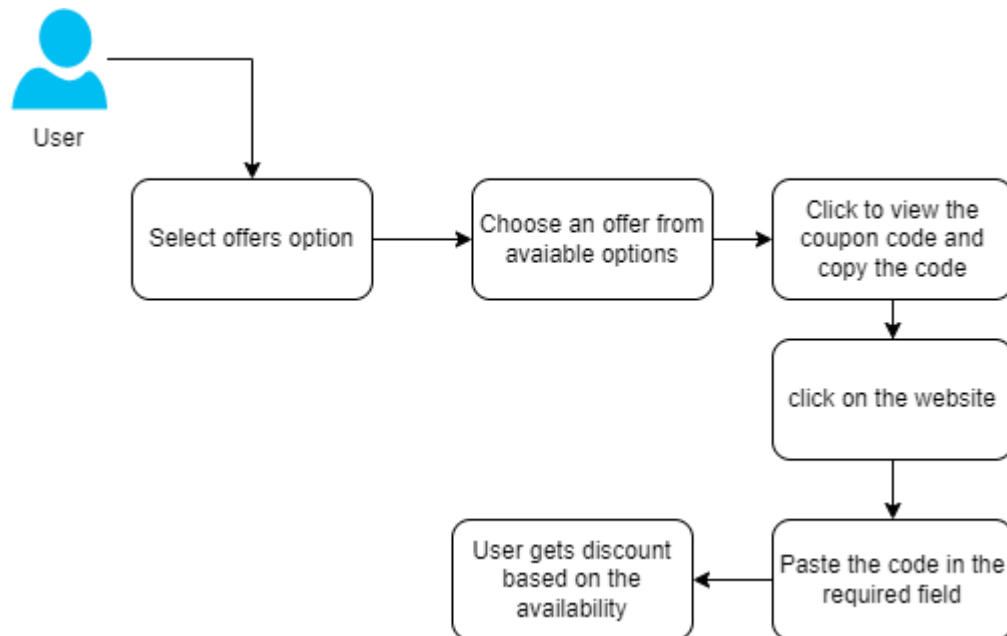 User
Select offers option
Choose an offer from
avaiable options
Click to view the
coupon code and
copy the code
click on the website
Paste the code in the
required field
User gets discount
based on the
availability